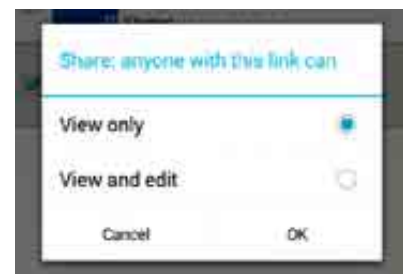 Share: anyone with this link can
View only
View and edit
Cancel
OK